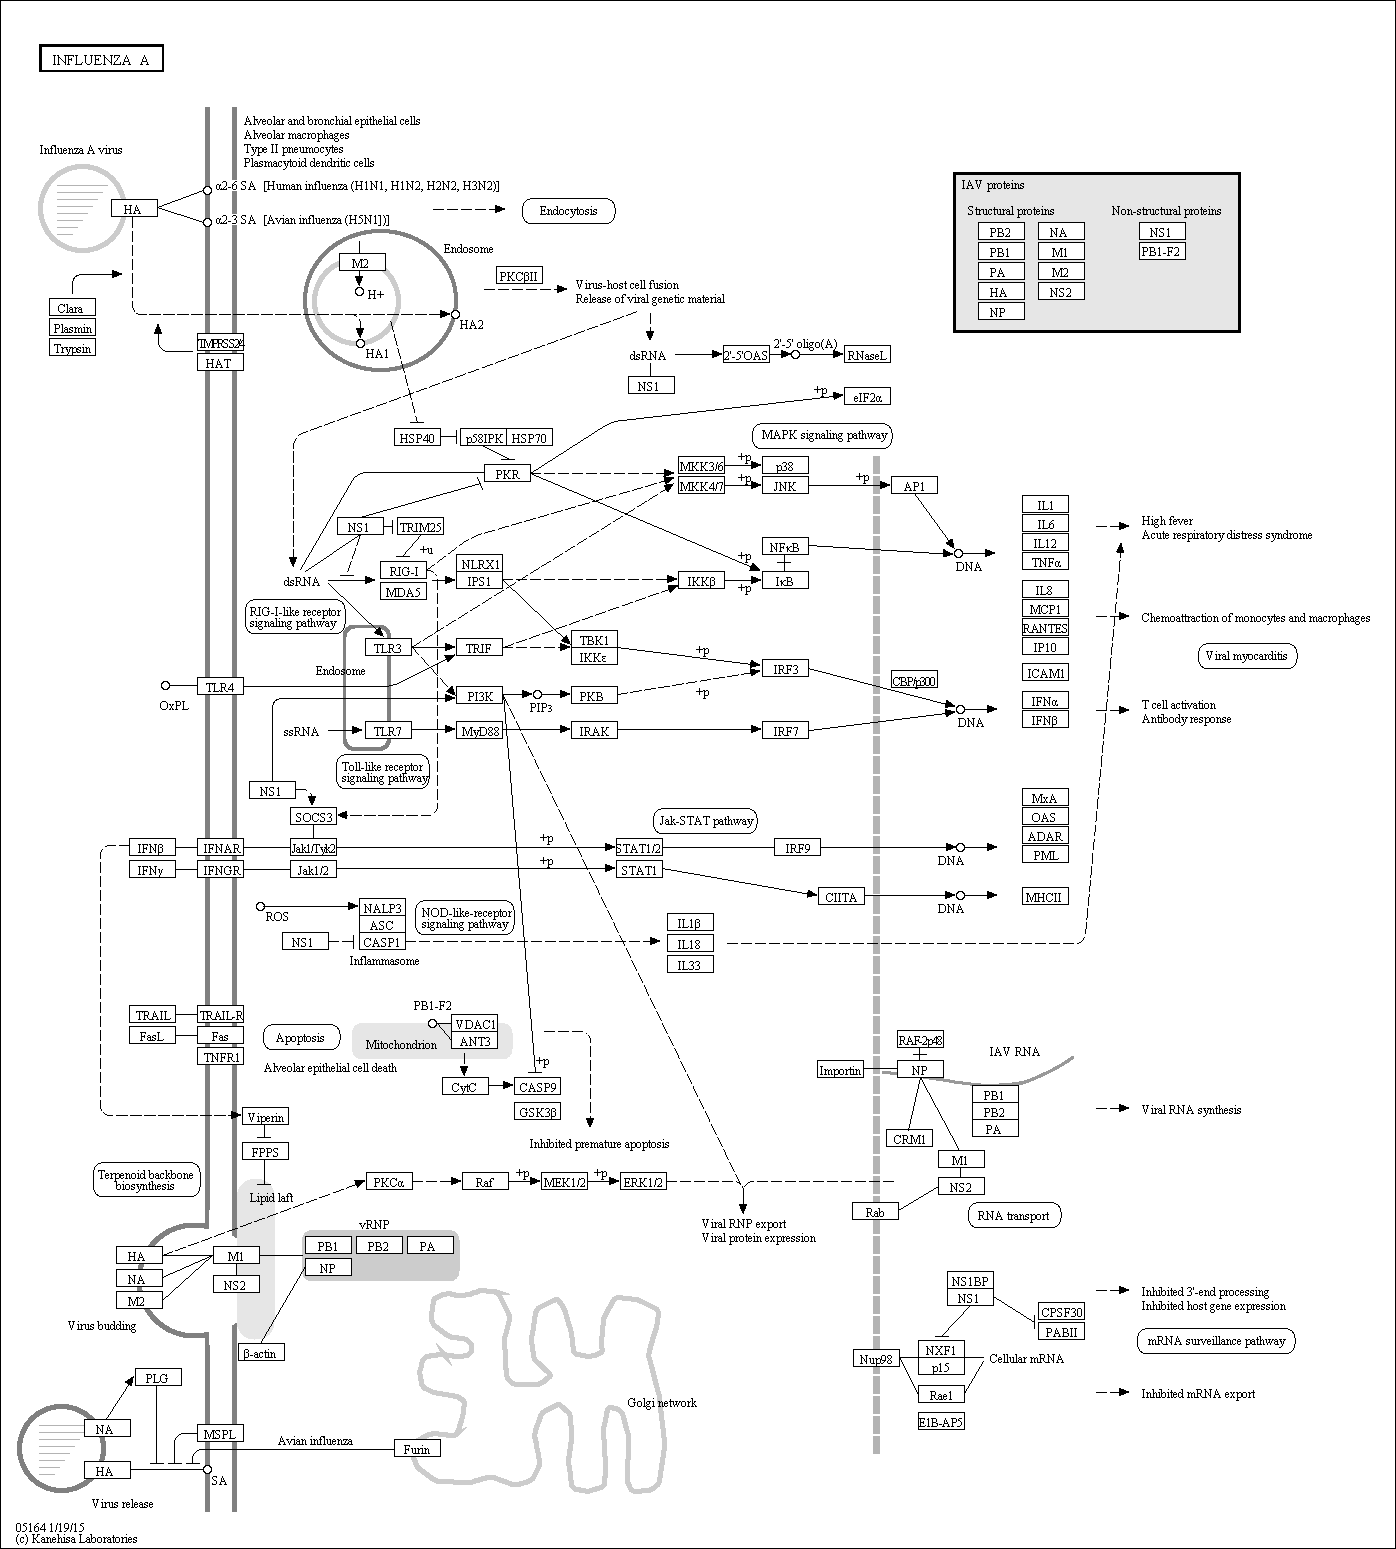 INFLUENZA A
Alveolar and bronchial epithelial cells
Alveolar macrophages
Type II pneumocytes
Plasmacytoid dendritic cells
Influenza A virus
HA
α2-6 SA [Human influenza (H1N1, H1N2, H2N2, H3N2)]
α2-3 SA [Avian influenza (H5N1)]
Endocytosis
IAV proteins
Structural proteins
Non-structural proteins
PB2
NA
NS1
PB1
M1
PB1-F2
PA
M2
HA
NS2
NP
Endosome
M2
H+
HA2
HA1
PKCβII
Virus-host cell fusion
Release of viral genetic material
Clara
Plasmin
Trypsin
TMPRSS2/4
HAT
dsRNA
2'-5'OAS
2'-5' oligo(A)
RNaseL
NS1
+p
eIF2α
HSP40
p58IPK
HSP70
MAPK signaling pathway
PKR
MKK3/6
+p
p38
MKK4/7
+p
JNK
+p
AP1
NS1
TRIM25
+u
IL1
IL6
IL12
TNFα
High fever
Acute respiratory distress syndrome
dsRNA
RIG-I
MDA5
NLRX1
IPS1
IKKβ
+p
+p
NFκB
IκB
DNA
IL8
MCP1
RANTES
IP10
Chemoattraction of monocytes and macrophages
RIG-I-like receptor
signaling pathway
Viral myocarditis
TLR3
Endosome
TRIF
TBK1
IKKε
+p
IRF3
CBP/p300
ICAM1
TLR4
OxPL
PI3K
PIP3
PKB
+p
IFNα
IFNβ
DNA
T cell activation
Antibody response
ssRNA
TLR7
MyD88
IRAK
IRF7
Toll-like receptor
signaling pathway
NS1
SOCS3
Jak-STAT pathway
MxA
OAS
ADAR
PML
IFNβ
IFNAR
Jak1/Tyk2
+p
STAT1/2
IRF9
DNA
IFNγ
IFNGR
Jak1/2
+p
STAT1
CIITA
DNA
MHCII
ROS
NALP3
ASC
CASP1
Inflammasome
NS1
NOD-like-receptor
signaling pathway
IL1β
IL18
IL33
TRAIL
TRAIL-R
FasL
Fas
TNFR1
Apoptosis
Alveolar epithelial cell death
PB1-F2
VDAC1
ANT3
Mitochondrion
CytC
+p
CASP9
GSK3β
Inhibited premature apoptosis
RAF2p48
IAV RNA
Importin
NP
PB1
PB2
PA
Viral RNA synthesis
CRM1
M1
NS2
Rab
RNA transport
Viperin
FPPS
Terpenoid backbone
biosynthesis
Lipid laft
PKCα
Raf
+p
MEK1/2
+p
ERK1/2
Viral RNP export
Viral protein expression
vRNP
HA
M1
PB1
PB2
PA
NA
NS2
NP
M2
Virus budding
β-actin
NS1BP
NS1
CPSF30
PABII
Inhibited 3'-end processing
Inhibited host gene expression
mRNA surveillance pathway
Nup98
NXF1
p15
Cellular mRNA
Rae1
E1B-AP5
Inhibited mRNA export
PLG
NA
MSPL
HA
Avian influenza
Furin
Golgi network
SA
Virus release
05164 1/19/15
(c) Kanehisa Laboratories